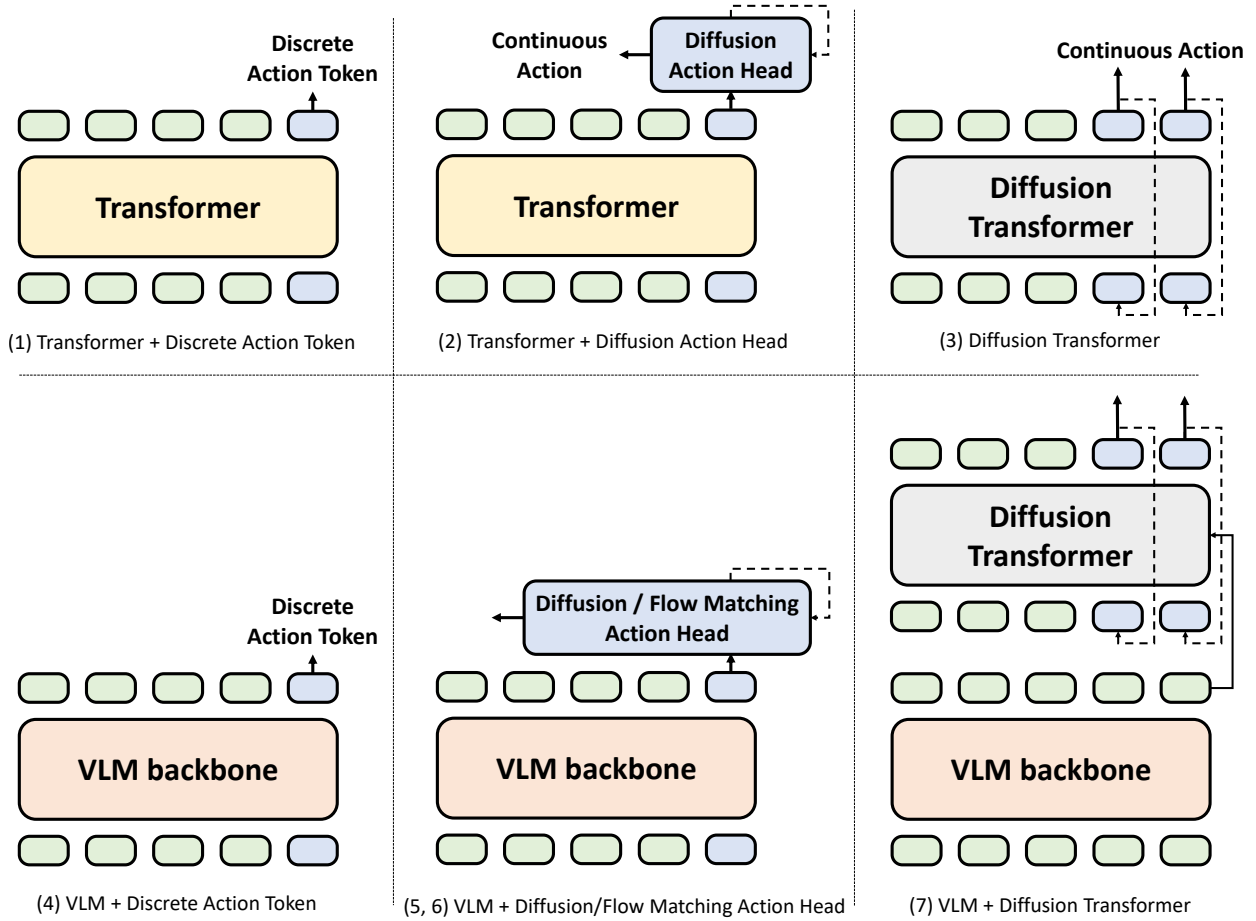 Discrete
Action Token
Transformer
(1) Transformer + Discrete Action Token
Continuous
Action
Diffusion
Action Head
Transformer
(2) Transformer + Diffusion Action Head
Continuous Action
Diffusion
Transformer
(3) Diffusion Transformer
Discrete
Action Token
VLM backbone
(4) VLM + Discrete Action Token
Diffusion / Flow Matching
Action Head
VLM backbone
(5, 6) VLM + Diffusion/Flow Matching Action Head
Diffusion
Transformer
VLM backbone
(7) VLM + Diffusion Transformer